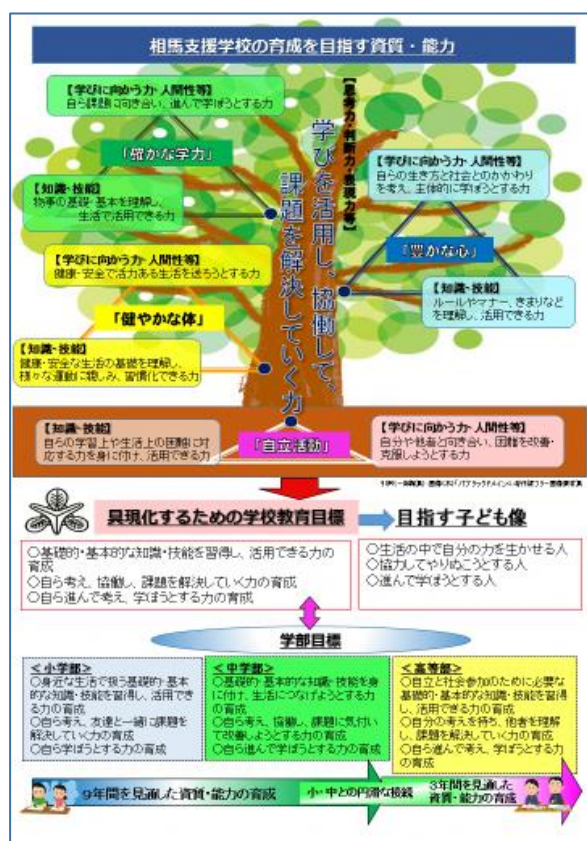 相馬支援学校の育成を目指す資質・能力
【学びに向かう力・人間性等】
自ら課題に向き合い、進んで学ぼうとする力
「確かな学力」
【知識・技能】
物事の基礎・基本を理解し、
生活で活用できる力
【学びに向かう力・人間性等】
健康・安全で活力ある生活を送ろうとする力
「健やかな体」
【知識・技能】
健康・安全な生活の基礎を理解し、
様々な運動に親しみ、習慣化できる力
【思考力・判断力・表現力等】
学びを活用し、協働して、
課題を解決していく力
【学びに向かう力・人間性等】
自らの生き方と社会とのかかわり
を考え、主体的に学ぼうとする力
「豊かな心」
【知識・技能】
ルールやマナー、きまりなど
を理解し、活用できる力
【知識・技能】
自らの学習上や生活上の困難に対
応する力を身に付け、活用できる力
「自立活動」
【学びに向かう力・人間性等】
自分や他者と向き合い、困難を改善・
克服しようとする力
具現化するための学校教育目標
○基礎的・基本的な知識・技能を習得し、活用できる力の
育成
○自ら考え、協働し、課題を解決していく力の育成
○自ら進んで考え、学ぼうとする力の育成
目指す子ども像
○生活の中で自分の力を生かせる人
○協力してやりぬこうとする人
○進んで学ぼうとする人
学部目標
<小学部>
○身近な生活で扱う基礎的・基本
的な知識・技能を習得し、活用でき
る力の育成
○自ら考え、友達と一緒に課題を
解決していく力の育成
○自ら学ぼうとする力の育成
<中学部>
○基礎的・基本的な知識・技能を身
に付け、生活につなげようとする力
の育成
○自ら考え、協働し、課題に気付い
て改善しようとする力の育成
○自ら進んで学ぼうとする力の育成
<高等部>
○自立と社会参加のために必要な
基礎的・基本的な知識・技能を習得
し、活用できる力の育成
○自分の考えを持ち、他者を理解
し、課題を解決していく力の育成
○自ら進んで考え、学ぼうとする力
の育成
9年間を見通した資質・能力の育成
小・中との円滑な接続
3年間を見通した
資質・能力の育成